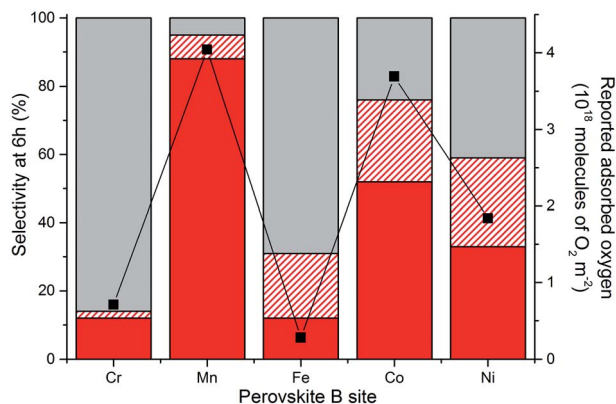 100
80
60
40
20
0
Selectivity at 6h (%)
4
3
2
1
0
Reported adsorbed oxygen
(10¹⁸ molecules of O₂ m⁻²)
Cr Mn Fe Co Ni
Perovskite B site